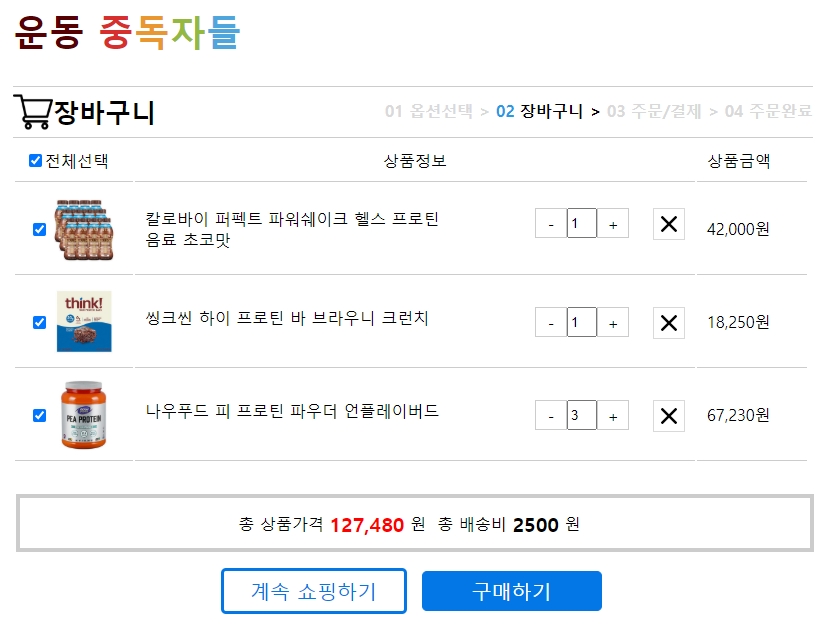 운동 중독자들
장바구니
01 옵션선택 > 02 장바구니 > 03 주문/결제 > 04 주문완료
전체선택 상품정보 상품금액
칼로바이 퍼펙트 파워쉐이크 헬스 프로틴
음료 초코맛
- 1 + 42,000원
think!
씽크씬 하이 프로틴 바 브라우니 크런치 - 1 + 18,250원
PEA PROTEIN
나우푸드 피 프로틴 파우더 언플레이버드 - 3 + 67,230원
총 상품가격 127,480 원 총 배송비 2500 원
계속 쇼핑하기 구매하기